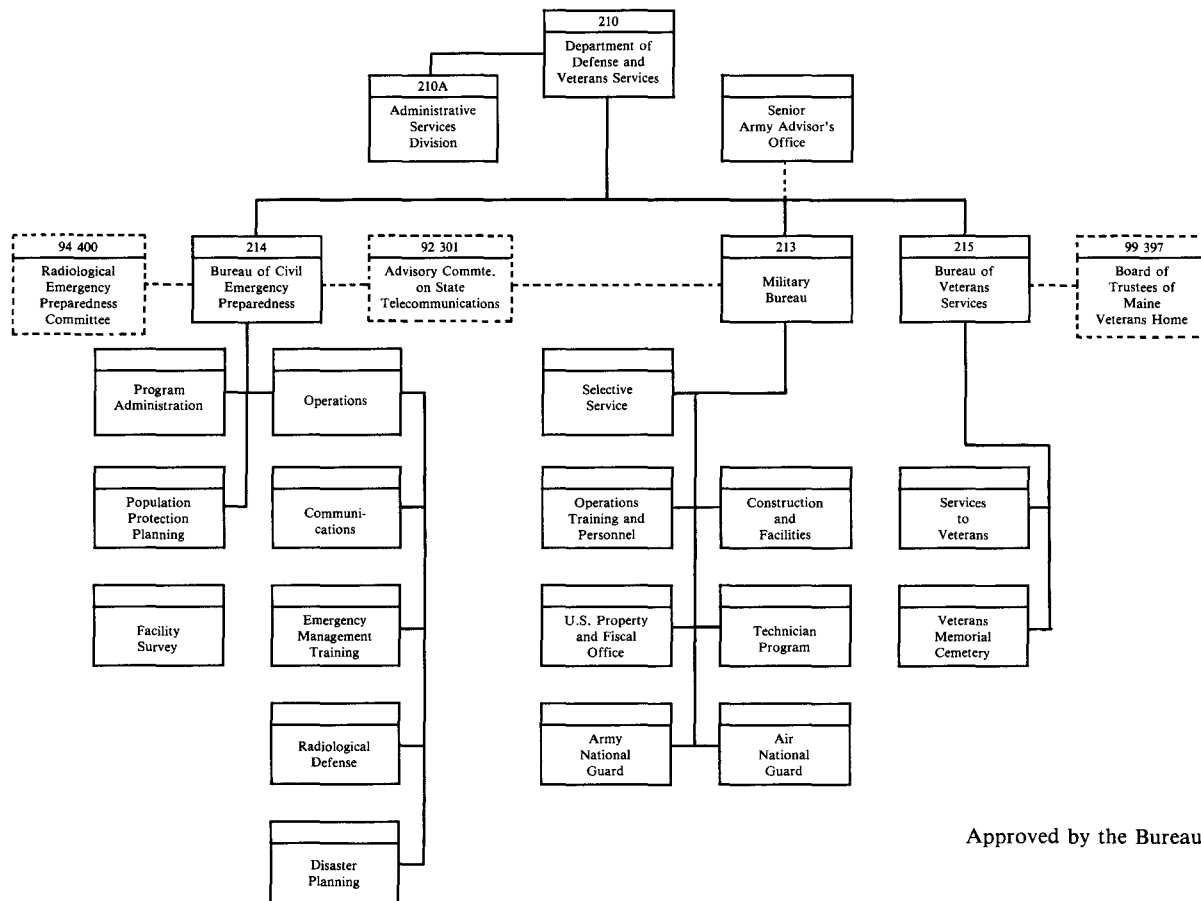 210
Department of
Defense and
Veterans Services
210A
Administrative
Services
Division
Senior
Army Advisor's
Office
94 400
Radiological
Emergency
Preparedness
Committee
214
Bureau of Civil
Emergency
Preparedness
92 301
Advisory Commte.
on State
Telecommunications
213
Military
Bureau
215
Bureau of
Veterans
Services
99 397
Board of
Trustees of
Maine
Veterans Home
Program
Administration
Operations
Selective
Service
Population
Protection
Planning
Communi-
cations
Operations
Training and
Personnel
Construction
and
Facilities
Services
to
Veterans
Facility
Survey
Emergency
Management
Training
U.S. Property
and Fiscal
Office
Technician
Program
Veterans
Memorial
Cemetery
Radiological
Defense
Army
National
Guard
Air
National
Guard
Disaster
Planning
Approved by the Bureau